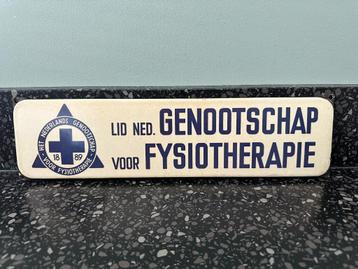 HET NEDERLANDS GENOOTSCHAP
VOOR FYSIOTHERAPIE
18 89
LID NED. GENOOTSCHAP
VOOR FYSIOTHERAPIE